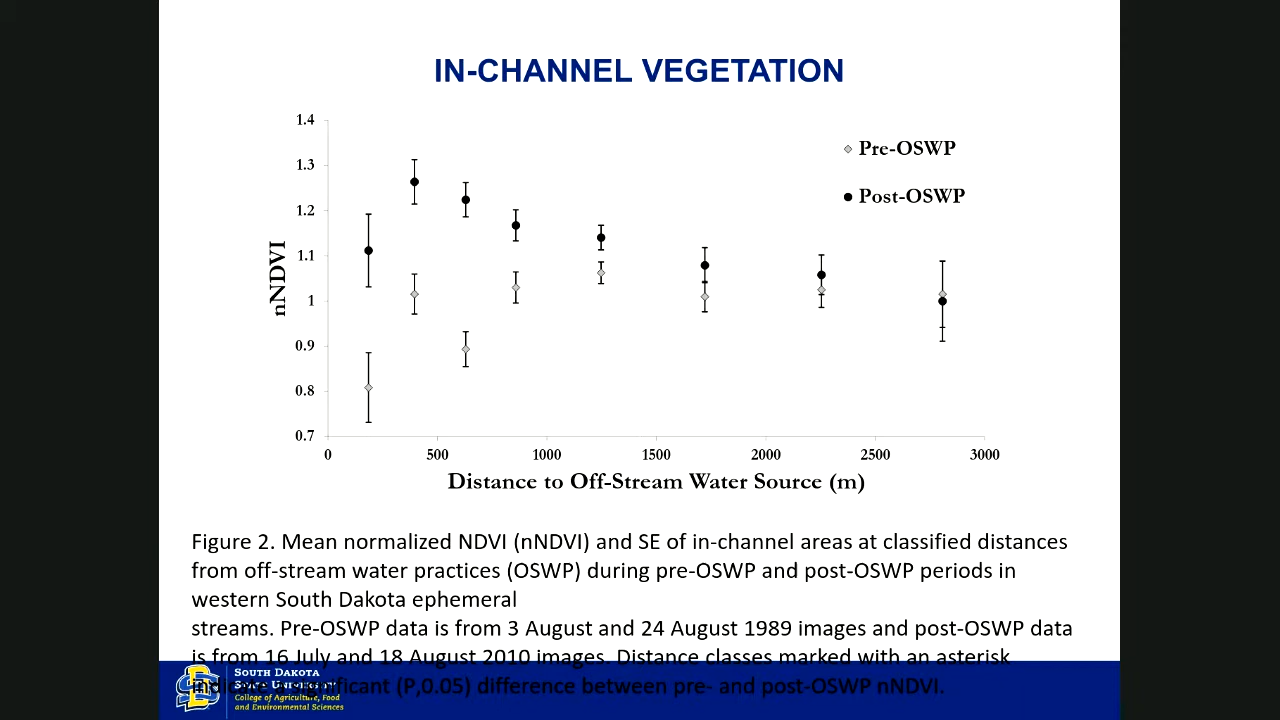 IN-CHANNEL VEGETATION
1.4
1.3
1.2
1.1
1
0.9
0.8
0.7
nNDVI
Pre-OSWP
Post-OSWP
0 500 1000 1500 2000 2500 3000
Distance to Off-Stream Water Source (m)
Figure 2. Mean normalized NDVI (nNDVI) and SE of in-channel areas at classified distances
from off-stream water practices (OSWP) during pre-OSWP and post-OSWP periods in
western South Dakota ephemeral
streams. Pre-OSWP data is from 3 August and 24 August 1989 images and post-OSWP data
is from 16 July and 18 August 2010 images. Distance classes marked with an asterisk
indicate a significant (P,0.05) difference between pre- and post-OSWP nNDVI.
South Dakota
State University
College of Agriculture, Food
and Environmental Sciences